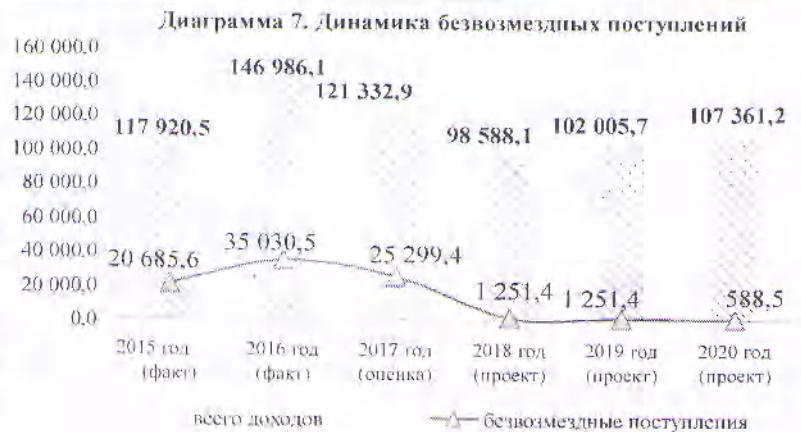 Диаграмма 7. Динамика безвозмездных поступлений
160 000,0
140 000,0
120 000,0
100 000,0
80 000,0
60 000,0
40 000,0
20 000,0
0,0
117 920,5
146 986,1
121 332,9
98 588,1
102 005,7
107 361,2
20 685,6
35 030,5
25 299,4
1 251,4
1 251,4
588,5
2015 год (факт)
2016 год (факт)
2017 год (оценка)
2018 год (проект)
2019 год (проект)
2020 год (проект)
всего доходов
безвозмездные поступления